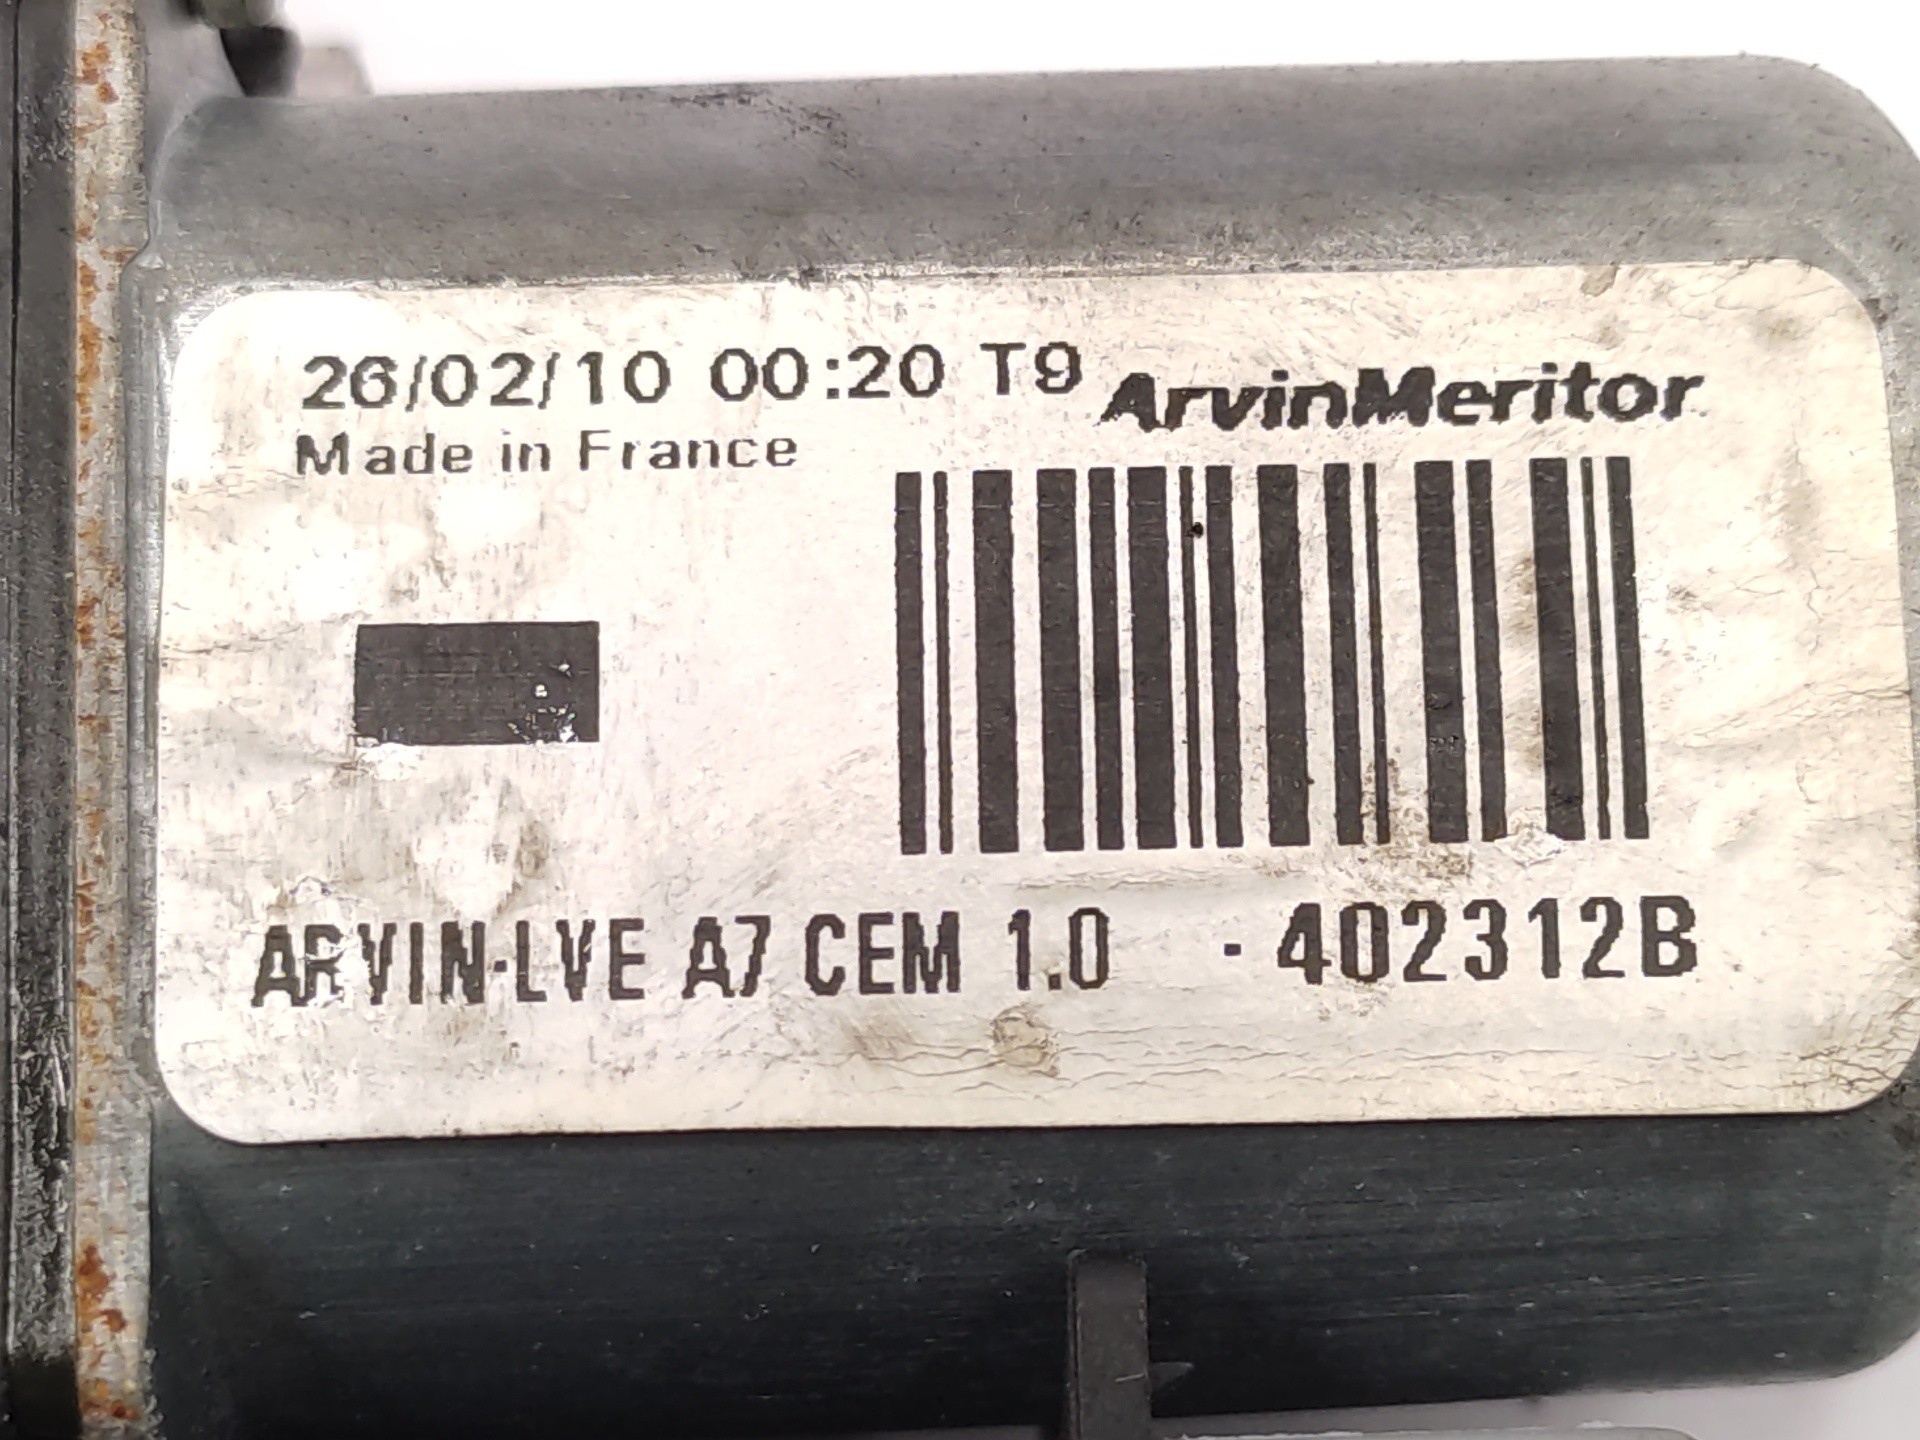 26/02/10 00:20 T9 ArvinMeritor
Made in France
ARVIN-LVE A7 CEM 1.0 - 402312B